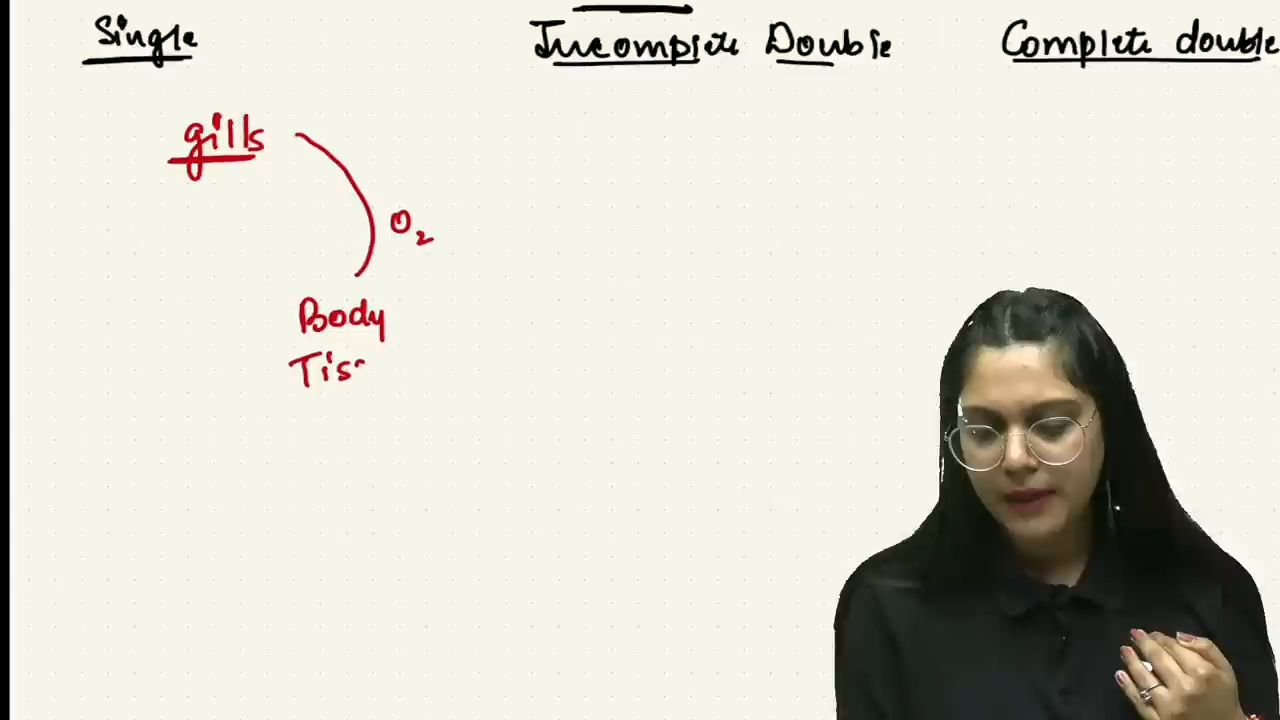 Single
Incomplete Double
Complete double
gills
O2
Body
Tis